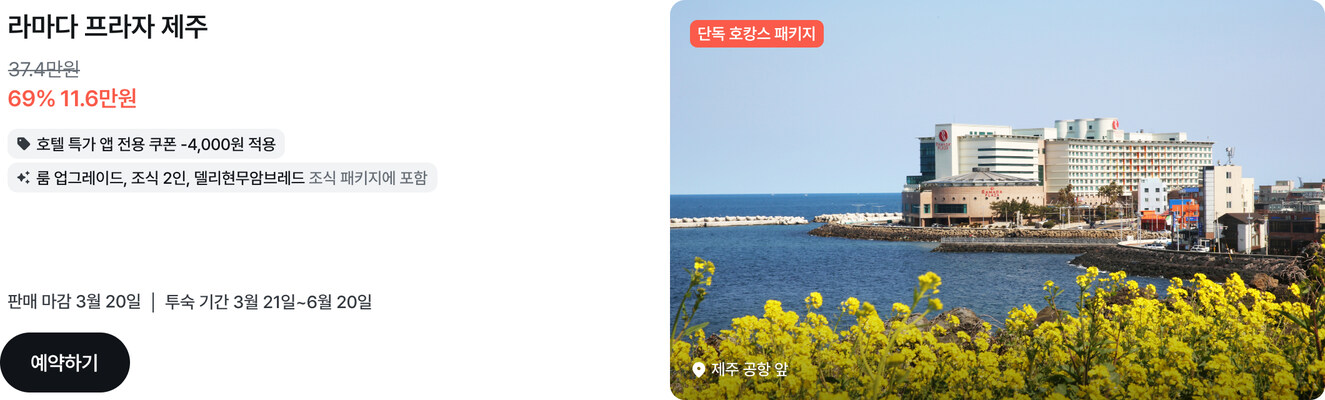 라마다 프라자 제주
37.4만원
69% 11.6만원
호텔 특가 앱 전용 쿠폰 -4,000원 적용
룸 업그레이드, 조식 2인, 델리현무암브레드 조식 패키지에 포함
판매 마감 3월 20일 | 투숙 기간 3월 21일~6월 20일
예약하기
단독 호캉스 패키지
RAMADA
제주 공항 앞